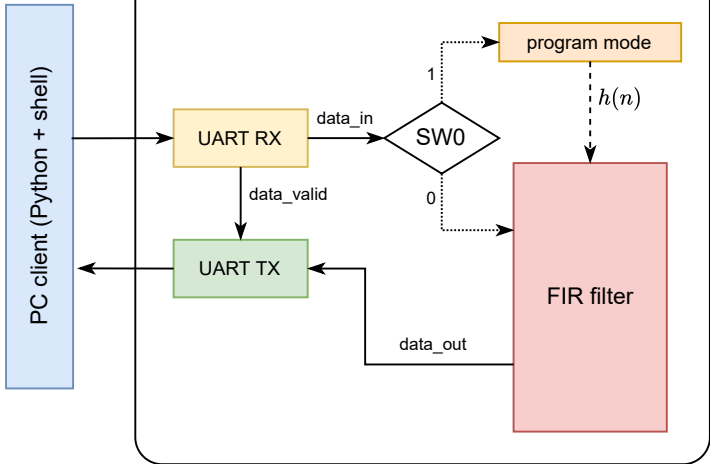 PC client (Python + shell)
program mode
1
h(n)
data_in
UART RX
SW0
data_valid
0
UART TX
FIR filter
data_out